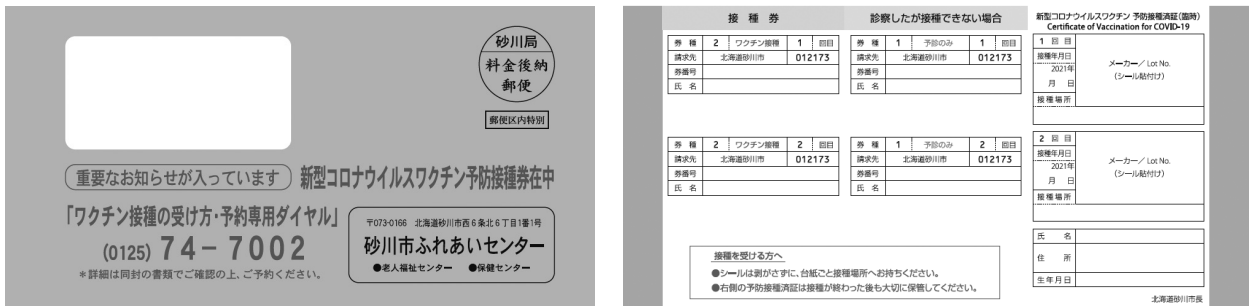 砂川局
料金後納
郵便
郵便区内特別
重要なお知らせが入っています 新型コロナウイルスワクチン予防接種券在中
「ワクチン接種の受け方・予約専用ダイヤル」
(0125) 74-7002
*詳細は同封の書類でご確認の上、ご予約ください。
〒073-0166 北海道砂川市西6条北6丁目1番1号
砂川市ふれあいセンター
●老人福祉センター ●保健センター
接種券
券種 2 ワクチン接種 1 回目
請求先 北海道砂川市 012173
券番号
氏名
券種 2 ワクチン接種 2 回目
請求先 北海道砂川市 012173
券番号
氏名
診察したが接種できない場合
券種 1 予診のみ 1 回目
請求先 北海道砂川市 012173
券番号
氏名
券種 1 予診のみ 2 回目
請求先 北海道砂川市 012173
券番号
氏名
接種を受ける方へ
●シールは剥がさずに、台紙ごと接種場所へお持ちください。
●右側の予防接種済証は接種が終わった後も大切に保管してください。
新型コロナウイルスワクチン 予防接種済証(臨時)
Certificate of Vaccination for COVID-19
1回目
接種年月日
2021年
月 日
メーカー/ Lot No.
(シール貼付け)
接種場所
2回目
接種年月日
2021年
月 日
メーカー/ Lot No.
(シール貼付け)
接種場所
氏名
住所
生年月日
北海道砂川市長